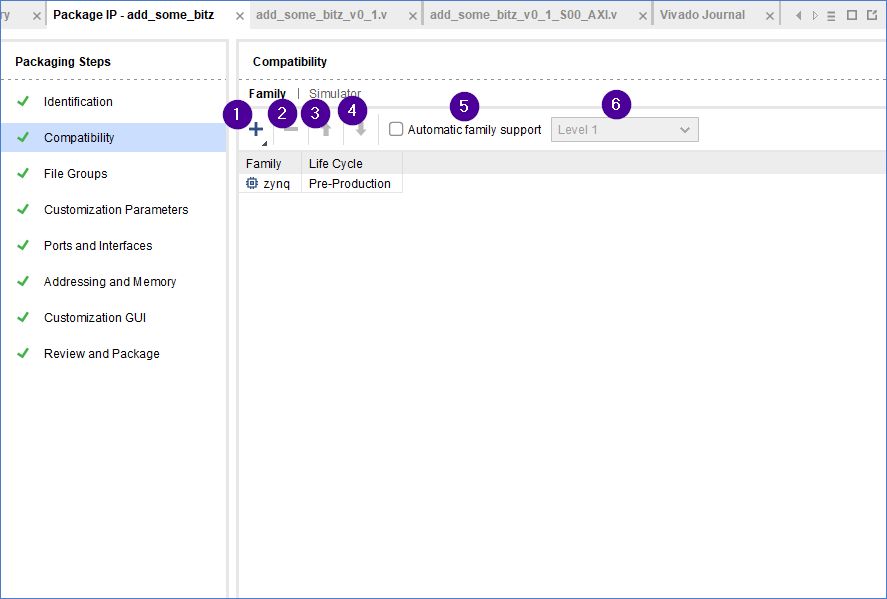 ry
Package IP - add_some_bitz
add_some_bitz_v0_1.v
add_some_bitz_v0_1_S00_AXI.v
Vivado Journal
Packaging Steps
Identification
Compatibility
File Groups
Customization Parameters
Ports and Interfaces
Addressing and Memory
Customization GUI
Review and Package
Compatibility
Family | Simulator
1 2 3 4 5 6
Automatic family support
Level 1
Family Life Cycle
zynq Pre-Production